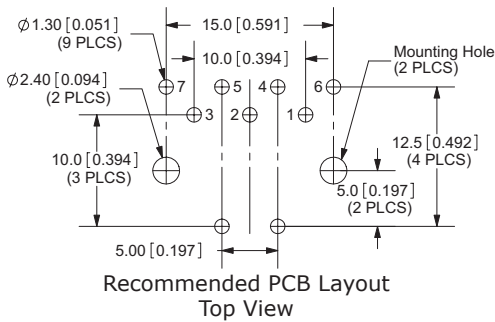 ⌀1.30 [0.051]
(9 PLCS)
15.0 [0.591]
10.0 [0.394]
Mounting Hole
(2 PLCS)
⌀2.40 [0.094]
(2 PLCS)
7 5 4 6
3 2 1
10.0 [0.394]
(3 PLCS)
12.5 [0.492]
(4 PLCS)
5.0 [0.197]
(2 PLCS)
5.00 [0.197]
Recommended PCB Layout
Top View